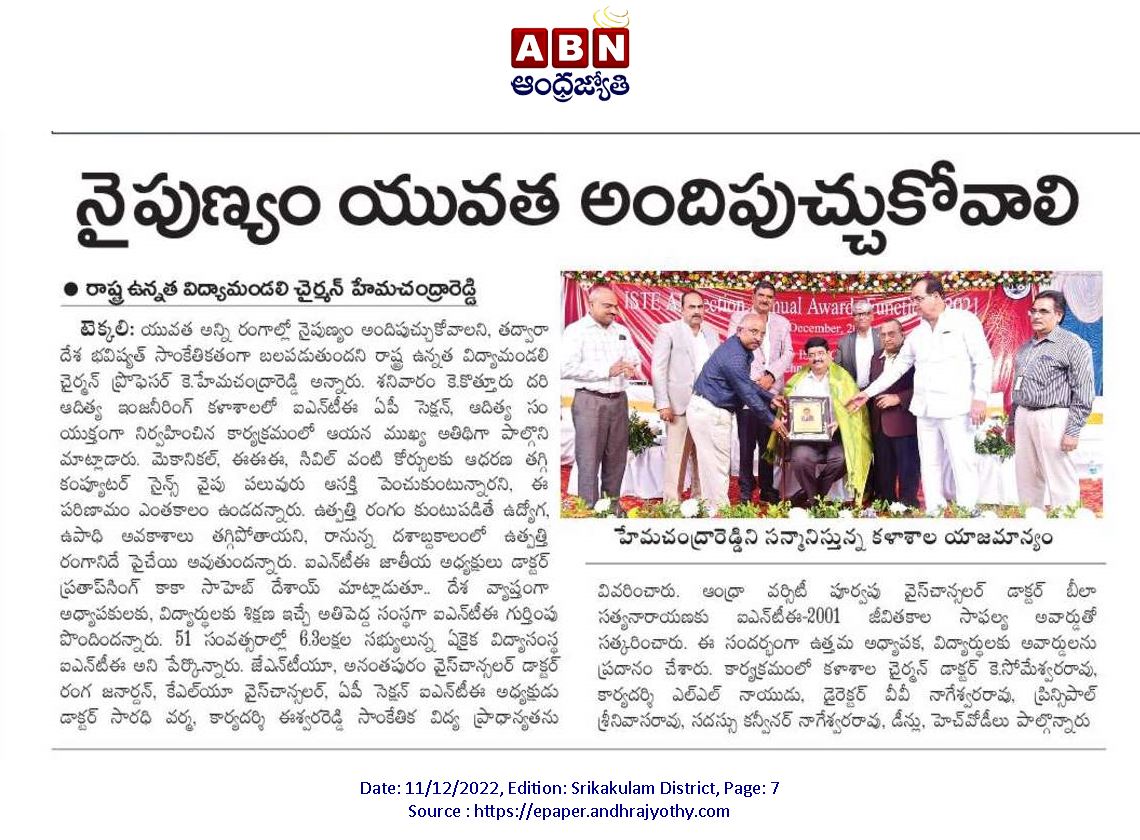 ABN
ఆంధ్రజ్యోతి
నైపుణ్యం యువత అందిపుచ్చుకోవాలి
● రాష్ట్ర ఉన్నత విద్యామండలి చైర్మన్ హేమచంద్రారెడ్డి
టెక్కలి: యువత అన్ని రంగాల్లో నైపుణ్యం అందిపుచ్చుకోవాలని, తద్వారా
దేశ భవిష్యత్ సాంకేతికతంగా బలపడుతుందని రాష్ట్ర ఉన్నత విద్యామండలి
చైర్మన్ ప్రొఫెసర్ కె.హేమచంద్రారెడ్డి అన్నారు. శనివారం కె.కొత్తూరు దరి
ఆదిత్య ఇంజనీరింగ్ కళాశాలలో ఐఎస్‌టీఈ ఏపీ సెక్షన్, ఆదిత్య సం
యుక్తంగా నిర్వహించిన కార్యక్రమంలో ఆయన ముఖ్య అతిథిగా పాల్గొని
మాట్లాడారు. మెకానికల్, ఈఈఈ, సివిల్ వంటి కోర్సులకు ఆధరణ తగ్గి
కంప్యూటర్ సైన్స్ వైపు పలువురు ఆసక్తి పెంచుకుంటున్నారని, ఈ
పరిణామం ఎంతకాలం ఉండదన్నారు. ఉత్పత్తి రంగం కుంటుపడితే ఉద్యోగ,
ఉపాధి అవకాశాలు తగ్గిపోతాయని, రానున్న దశాబ్దకాలంలో ఉత్పత్తి
రంగానిదే పైచేయి అవుతుందన్నారు. ఐఎస్‌టీఈ జాతీయ అధ్యక్షులు డాక్టర్
ప్రతాప్‌సింగ్ కాకా సాహెబ్ దేశాయ్ మాట్లాడుతూ.. దేశ వ్యాప్తంగా
అధ్యాపకులకు, విద్యార్థులకు శిక్షణ ఇచ్చే అతిపెద్ద సంస్థగా ఐఎస్‌టీఈ గుర్తింపు
పొందిందన్నారు. 51 సంవత్సరాల్లో 6.3లక్షల సభ్యులున్న ఏకైక విద్యాసంస్థ
ఐఎస్‌టీఈ అని పేర్కొన్నారు. జేఎన్‌టీయూ, అనంతపురం వైస్‌చాన్సలర్ డాక్టర్
రంగ జనార్దన్, కేఎల్‌యూ వైస్‌చాన్సలర్, ఏపీ సెక్షన్ ఐఎస్‌టీఈ అధ్యక్షుడు
డాక్టర్ సారధి వర్మ, కార్యదర్శి ఈశ్వరరెడ్డి సాంకేతిక విద్య ప్రాధాన్యతను
ISTE A ection Annual Award Function 2021
December, 2
హేమచంద్రారెడ్డిని సన్మానిస్తున్న కళాశాల యాజమాన్యం
వివరించారు. ఆంధ్రా వర్సిటీ పూర్వపు వైస్‌చాన్సలర్ డాక్టర్ బీలా
సత్యనారాయణకు ఐఎస్‌టీఈ-2001 జీవితకాల సాఫల్య అవార్డుతో
సత్కరించారు. ఈ సందర్భంగా ఉత్తమ అధ్యాపక, విద్యార్థులకు అవార్డులను
ప్రదానం చేశారు. కార్యక్రమంలో కళాశాల చైర్మన్ డాక్టర్ కె.సోమేశ్వరరావు,
కార్యదర్శి ఎల్ఎల్ నాయుడు, డైరెక్టర్ వీవీ నాగేశ్వరరావు, ప్రిన్సిపాల్
శ్రీనివాసరావు, సదస్సు కన్వీనర్ నాగేశ్వరరావు, డీన్లు, హెచ్‌వోడీలు పాల్గొన్నారు
Date: 11/12/2022, Edition: Srikakulam District, Page: 7
Source : https://epaper.andhrajyothy.com